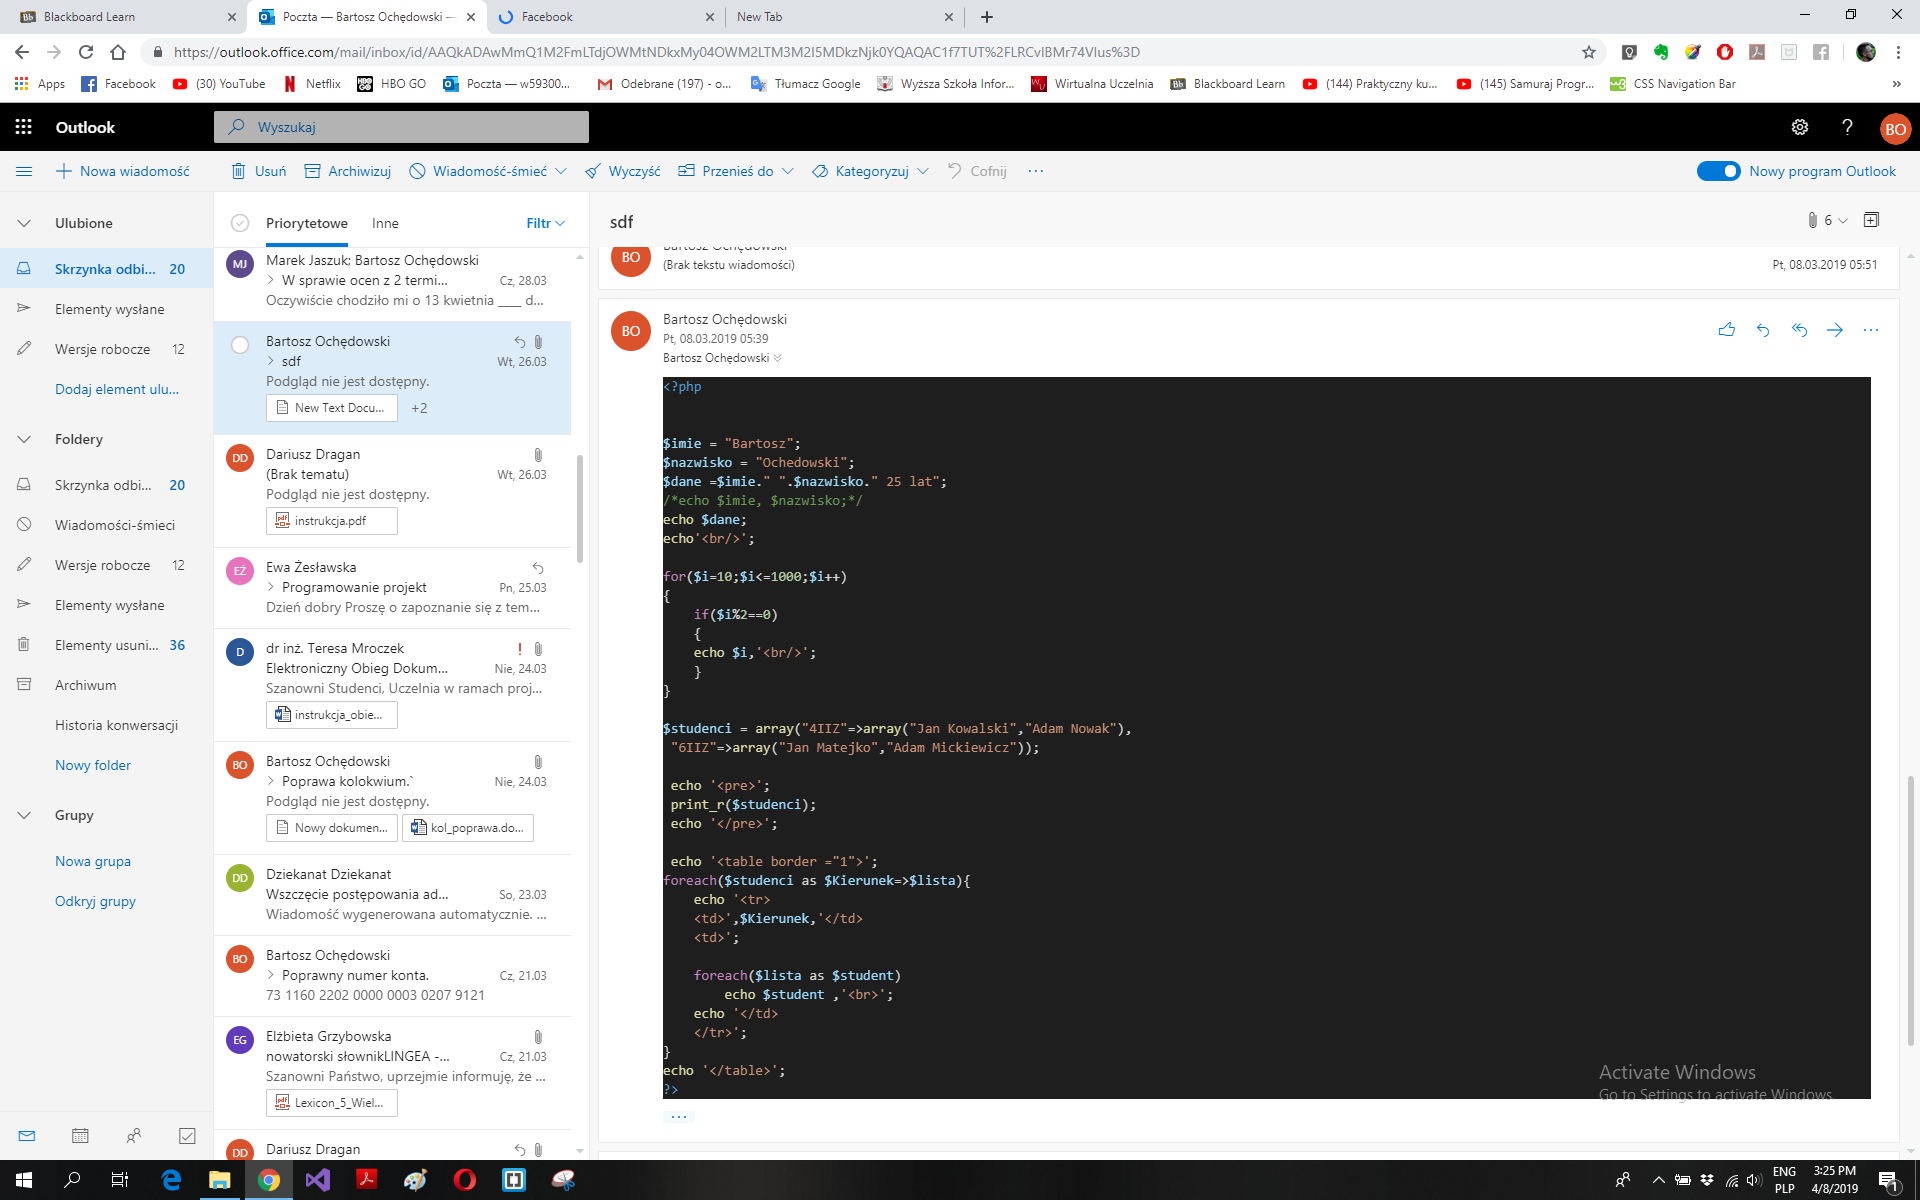 Blackboard Learn
Poczta — Bartosz Ochędowski —
Facebook
New Tab
https://outlook.office.com/mail/inbox/id/AAQkADAwMmQ1M2FmLTdjOWMtNDkxMy04OWM2LTM3M2I5MDkzNjk0YQAQAC1f7TUT%2FLRCvIBMr74VIus%3D
Apps
Facebook
(30) YouTube
Netflix
HBO GO
Poczta — w59300...
Odebrane (197) - o...
Tłumacz Google
Wyższa Szkoła Infor...
Wirtualna Uczelnia
Blackboard Learn
(144) Praktyczny ku...
(145) Samuraj Progr...
CSS Navigation Bar
»
Outlook
Wyszukaj
? BO
Nowa wiadomość
Usuń
Archiwizuj
Wiadomość-śmieć
Wyczyść
Przenieś do
Kategoryzuj
Cofnij
...
Nowy program Outlook
Ulubione
Skrzynka odbi... 20
Elementy wysłane
Wersje robocze 12
Dodaj element ulu...
Foldery
Skrzynka odbi... 20
Wiadomości-śmieci
Wersje robocze 12
Elementy wysłane
Elementy usuni... 36
Archiwum
Historia konwersacji
Nowy folder
Grupy
Nowa grupa
Odkryj grupy
Priorytetowe Inne Filtr
MJ
Marek Jaszuk; Bartosz Ochędowski
W sprawie ocen z 2 termi... Cz, 28.03
Oczywiście chodziło mi o 13 kwietnia ____ d...
Bartosz Ochędowski
sdf Wt, 26.03
Podgląd nie jest dostępny.
New Text Docu... +2
DD
Dariusz Dragan
(Brak tematu) Wt, 26.03
Podgląd nie jest dostępny.
instrukcja.pdf
EŻ
Ewa Żesławska
Programowanie projekt Pn, 25.03
Dzień dobry Proszę o zapoznanie się z tem...
D
dr inż. Teresa Mroczek !
Elektroniczny Obieg Dokum... Nie, 24.03
Szanowni Studenci, Uczelnia w ramach proj...
instrukcja_obie...
BO
Bartosz Ochędowski
Poprawa kolokwium.` Nie, 24.03
Podgląd nie jest dostępny.
Nowy dokumen... kol_poprawa.do...
DD
Dziekanat Dziekanat
Wszczęcie postępowania ad... So, 23.03
Wiadomość wygenerowana automatycznie. ...
BO
Bartosz Ochędowski
Poprawny numer konta. Cz, 21.03
73 1160 2202 0000 0003 0207 9121
EG
Elżbieta Grzybowska
nowatorski słownikLINGEA -... Cz, 21.03
Szanowni Państwo, uprzejmie informuję, że ...
Lexicon_5_Wiel...
DD
Dariusz Dragan
sdf
6
BO
Bartosz Ochędowski
(Brak tekstu wiadomości)
Pt, 08.03.2019 05:51
BO
Bartosz Ochędowski
Pt, 08.03.2019 05:39
Bartosz Ochędowski
<?php
$imie = "Bartosz";
$nazwisko = "Ochedowski";
$dane =$imie." ".$nazwisko." 25 lat";
/*echo $imie, $nazwisko;*/
echo $dane;
echo'<br/>';
for($i=10;$i<=1000;$i++)
{
if($i%2==0)
{
echo $i,'<br/>';
}
}
$studenci = array("4IIZ"=>array("Jan Kowalski","Adam Nowak"),
"6IIZ"=>array("Jan Matejko","Adam Mickiewicz"));
echo '<pre>';
print_r($studenci);
echo '</pre>';
echo '<table border ="1">';
foreach($studenci as $Kierunek=>$lista){
echo '<tr>
<td>',$Kierunek,'</td>
<td>';
foreach($lista as $student)
echo $student ,'<br>';
echo '</td>
</tr>';
}
echo '</table>';
?>
...
Activate Windows
Go to Settings to activate Windows.
ENG
PLP
3:25 PM
4/8/2019
1